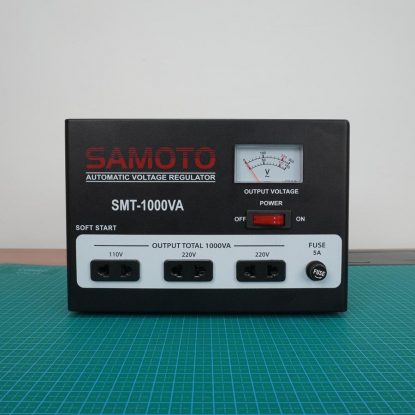 SAMOTO
AUTOMATIC VOLTAGE REGULATOR
SMT-1000VA
V
OUTPUT VOLTAGE
POWER
OFF ON
SOFT START
OUTPUT TOTAL 1000VA
110V 220V 220V
FUSE
5A
FUSE